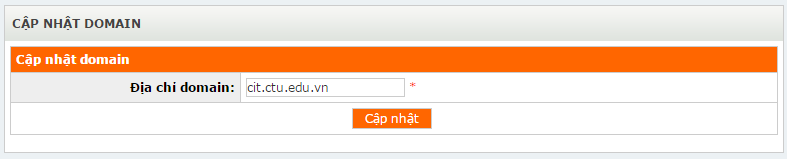 CẬP NHẬT DOMAIN
Cập nhật domain
Địa chỉ domain: cit.ctu.edu.vn *
Cập nhật